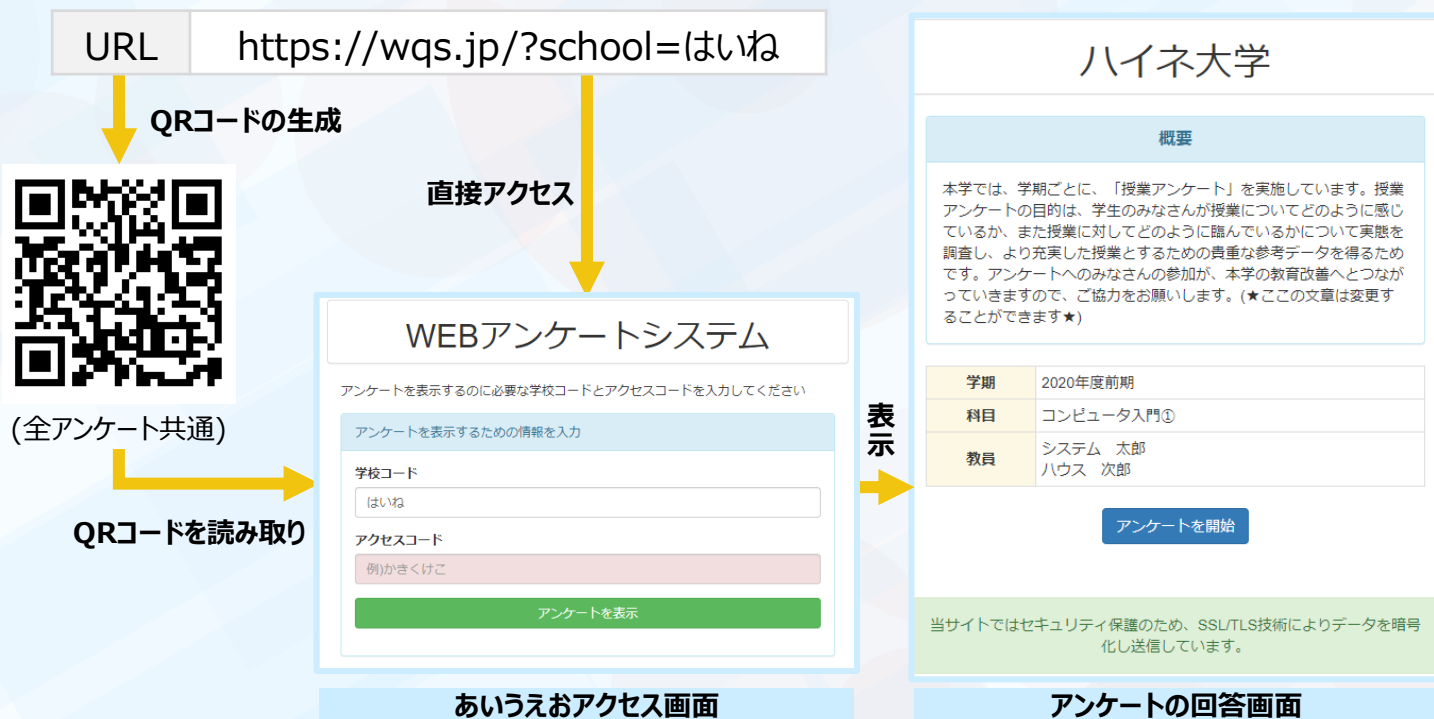 URL https://wqs.jp/?school=はいね
QRコードの生成
直接アクセス
(全アンケート共通)
QRコードを読み取り
WEBアンケートシステム
アンケートを表示するのに必要な学校コードとアクセスコードを入力してください
アンケートを表示するための情報を入力
学校コード
はいね
アクセスコード
例)かきくけこ
アンケートを表示
あいうえおアクセス画面
表
示
ハイネ大学
概要
本学では、学期ごとに、「授業アンケート」を実施しています。授業
アンケートの目的は、学生のみなさんが授業についてどのように感じ
ているか、また授業に対してどのように臨んでいるかについて実態を
調査し、より充実した授業とするための貴重な参考データを得るため
です。アンケートへのみなさんの参加が、本学の教育改善へとつなが
っていきますので、ご協力をお願いします。(★ここの文章は変更す
ることができます★)
学期 2020年度前期
科目 コンピュータ入門①
教員 システム 太郎
ハウス 次郎
アンケートを開始
当サイトではセキュリティ保護のため、SSL/TLS技術によりデータを暗号
化し送信しています。
アンケートの回答画面